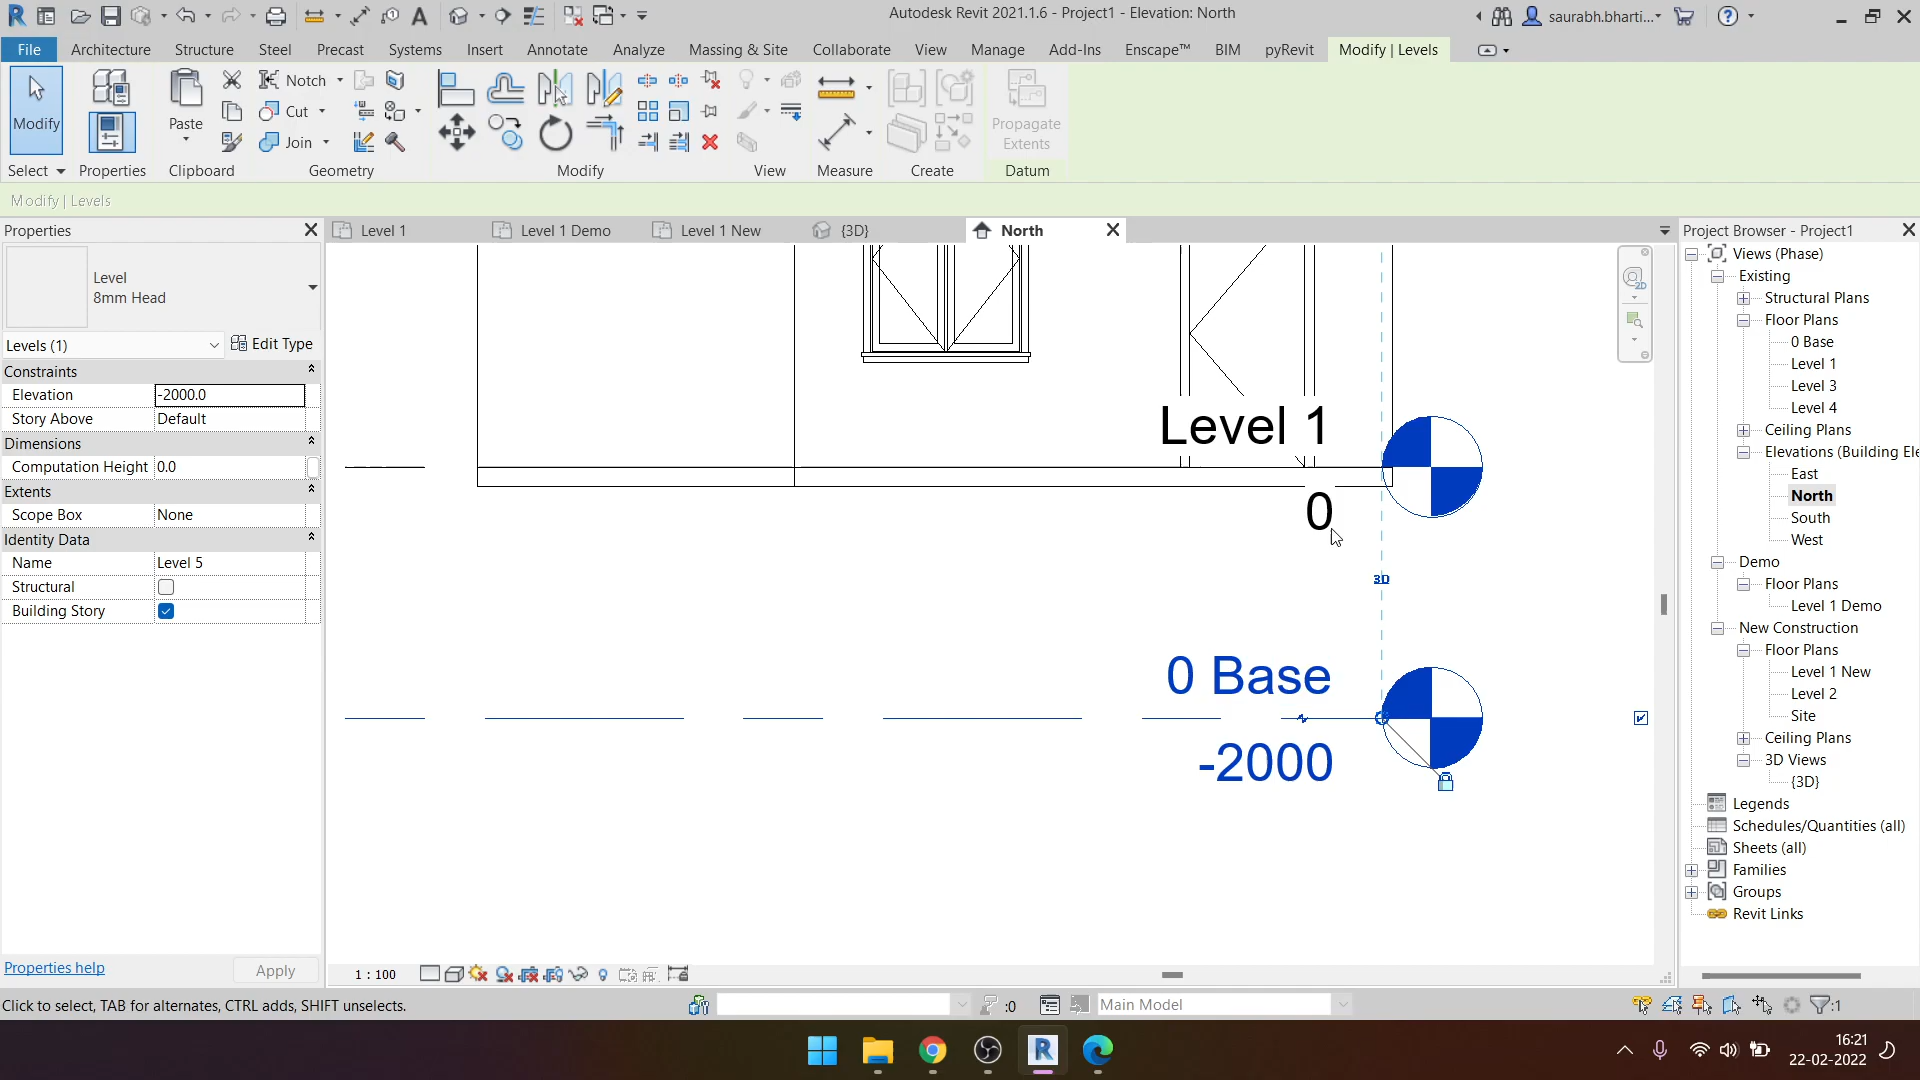 Autodesk Revit 2021.1.6 - Project1 - Elevation: North
saurabh.bharti...
File
Architecture
Structure
Steel
Precast
Systems
Insert
Annotate
Analyze
Massing & Site
Collaborate
View
Manage
Add-Ins
Enscape™
BIM
pyRevit
Modify | Levels
Modify
Paste
Notch
Cut
Join
Propagate
Extents
Select
Properties
Clipboard
Geometry
Modify
View
Measure
Create
Datum
Modify | Levels
Properties
Level
8mm Head
Levels (1)
Edit Type
Constraints
Elevation -2000.0
Story Above Default
Dimensions
Computation Height 0.0
Extents
Scope Box None
Identity Data
Name Level 5
Structural
Building Story
Properties help
Apply
Level 1
Level 1 Demo
Level 1 New
{3D}
North
Level 1
0
3D
0 Base
-2000
2D
1 : 100
Project Browser - Project1
Views (Phase)
Existing
Structural Plans
Floor Plans
0 Base
Level 1
Level 3
Level 4
Ceiling Plans
Elevations (Building Ele
East
North
South
West
Demo
Floor Plans
Level 1 Demo
New Construction
Floor Plans
Level 1 New
Level 2
Site
Ceiling Plans
3D Views
{3D}
Legends
Schedules/Quantities (all)
Sheets (all)
Families
Groups
Revit Links
Click to select, TAB for alternates, CTRL adds, SHIFT unselects.
:0
Main Model
:1
16:21
22-02-2022